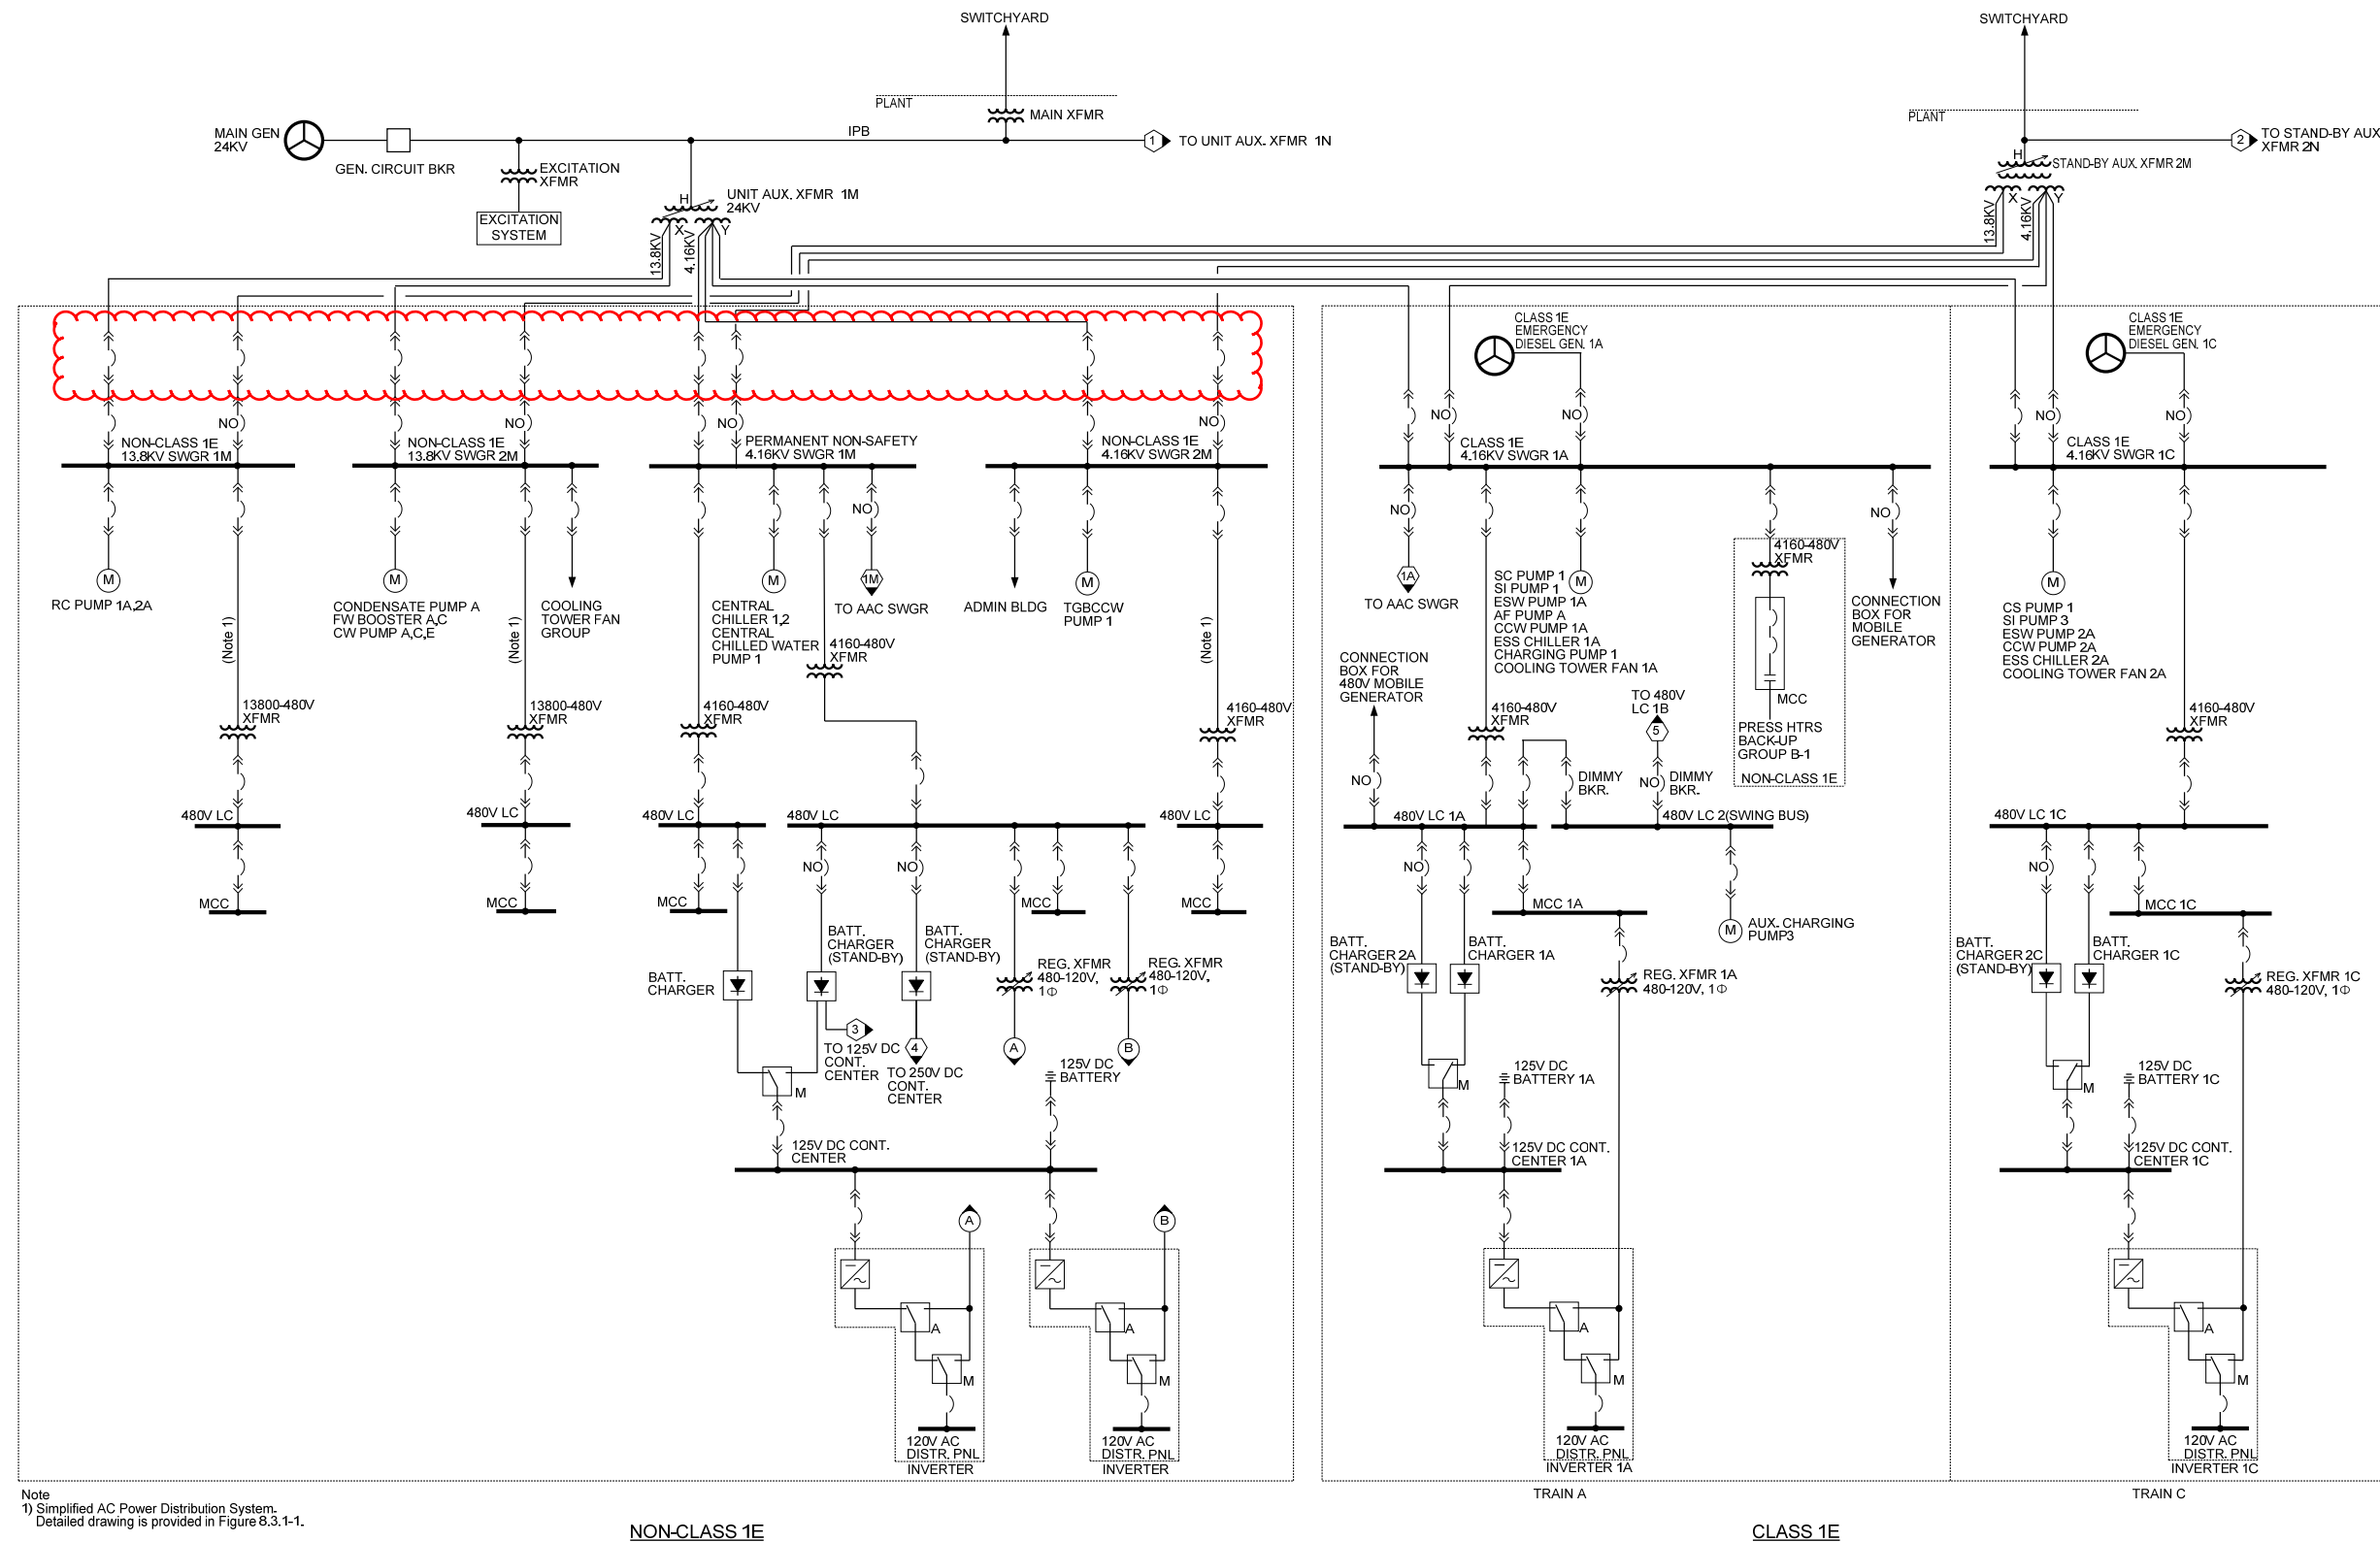 SWITCHYARD
SWITCHYARD
PLANT
MAIN XFMR
PLANT
MAIN GEN
24KV
GEN. CIRCUIT BKR
IPB
1
TO UNIT AUX. XFMR 1N
2
TO STAND-BY AUX
XFMR 2N
EXCITATION
XFMR
EXCITATION
SYSTEM
H
UNIT AUX. XFMR 1M
24KV
X
Y
13.8KV
4.16KV
H
STAND-BY AUX. XFMR 2M
X
Y
13.8KV
4.16KV
CLASS 1E
EMERGENCY
DIESEL GEN. 1A
CLASS 1E
EMERGENCY
DIESEL GEN. 1C
NO
NO
NO
NO
NO
NO
NO
NO
NON-CLASS 1E
13.8KV SWGR 1M
NON-CLASS 1E
13.8KV SWGR 2M
PERMANENT NON-SAFETY
4.16KV SWGR 1M
NON-CLASS 1E
4.16KV SWGR 2M
CLASS 1E
4.16KV SWGR 1A
CLASS 1E
4.16KV SWGR 1C
NO
NO
NO
M
RC PUMP 1A,2A
M
CONDENSATE PUMP A
FW BOOSTER A,C
CW PUMP A,C,E
COOLING
TOWER FAN
GROUP
M
CENTRAL
CHILLER 1,2
CENTRAL
CHILLED WATER
PUMP 1
1M
TO AAC SWGR
ADMIN BLDG
M
TGBCCW
PUMP 1
1A
TO AAC SWGR
M
SC PUMP 1
SI PUMP 1
ESW PUMP 1A
AF PUMP A
CCW PUMP 1A
ESS CHILLER 1A
CHARGING PUMP 1
COOLING TOWER FAN 1A
4160-480V
XFMR
MCC
PRESS HTRS
BACK-UP
GROUP B-1
NON-CLASS 1E
CONNECTION
BOX FOR
MOBILE
GENERATOR
M
CS PUMP 1
SI PUMP 3
ESW PUMP 2A
CCW PUMP 2A
ESS CHILLER 2A
COOLING TOWER FAN 2A
(Note 1)
(Note 1)
(Note 1)
4160-480V
XFMR
CONNECTION
BOX FOR
480V MOBILE
GENERATOR
TO 480V
LC 1B
5
13800-480V
XFMR
13800-480V
XFMR
4160-480V
XFMR
4160-480V
XFMR
4160-480V
XFMR
4160-480V
XFMR
NO
DIMMY
BKR.
NO
DIMMY
BKR.
480V LC
480V LC
480V LC
480V LC
480V LC
480V LC 1A
480V LC 2(SWING BUS)
480V LC 1C
NO
NO
NO
NO
MCC
MCC
MCC
MCC
MCC
MCC 1A
MCC 1C
M
AUX. CHARGING
PUMP3
BATT.
CHARGER
BATT.
CHARGER
(STAND-BY)
BATT.
CHARGER
(STAND-BY)
REG. XFMR
480-120V,
1Φ
REG. XFMR
480-120V,
1Φ
BATT.
CHARGER 2A
(STAND-BY)
BATT.
CHARGER 1A
REG. XFMR 1A
480-120V, 1Φ
BATT.
CHARGER 2C
(STAND-BY)
BATT.
CHARGER 1C
REG. XFMR 1C
480-120V, 1Φ
3
TO 125V DC
CONT.
CENTER
4
TO 250V DC
CONT.
CENTER
A
B
M
125V DC
BATTERY
M
125V DC
BATTERY 1A
M
125V DC
BATTERY 1C
125V DC CONT.
CENTER
125V DC CONT.
CENTER 1A
125V DC CONT.
CENTER 1C
A
B
A
A
A
A
M
M
M
M
120V AC
DISTR. PNL
INVERTER
120V AC
DISTR. PNL
INVERTER
120V AC
DISTR. PNL
INVERTER 1A
120V AC
DISTR. PNL
INVERTER 1C
TRAIN A
TRAIN C
Note
1) Simplified AC Power Distribution System.
Detailed drawing is provided in Figure 8.3.1-1.
NON-CLASS 1E
CLASS 1E